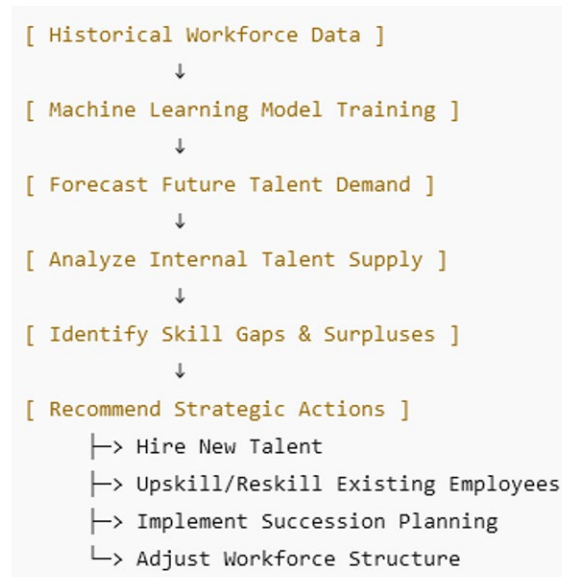 [ Historical Workforce Data ]
↓
[ Machine Learning Model Training ]
↓
[ Forecast Future Talent Demand ]
↓
[ Analyze Internal Talent Supply ]
↓
[ Identify Skill Gaps & Surpluses ]
↓
[ Recommend Strategic Actions ]
├─> Hire New Talent
├─> Upskill/Reskill Existing Employees
├─> Implement Succession Planning
└─> Adjust Workforce Structure